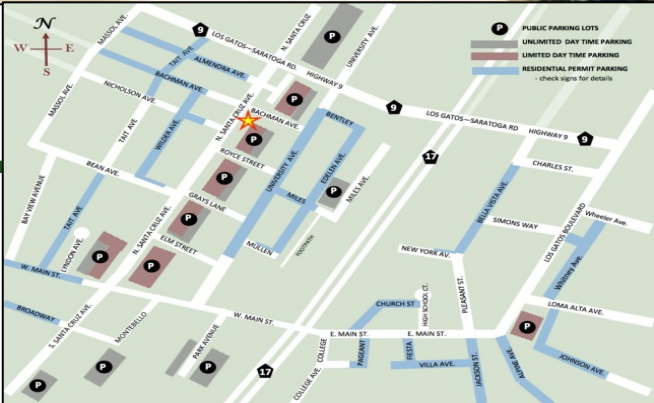 N
W
E
S
MASSOL AVE.
9
LOS GATOS—SARATOGA RD.
HIGHWAY 9
N. SANTA CRUZ
UNIVERSITY AVE.
P
PUBLIC PARKING LOTS
UNLIMITED DAY TIME PARKING
LIMITED DAY TIME PARKING
RESIDENTIAL PERMIT PARKING
- check signs for details
TAIT AVE
ALMENDRA AVE.
BACHMAN AVE.
NICHOLSON AVE.
MASSOL AVE.
TAIT AVE
WILDER AVE.
N. SANTA CRUZ AVE.
P
P
BACHMAN AVE.
BENTLEY
9
LOS GATOS—SARATOGA RD
HIGHWAY 9
9
P
ROYCE STREET
UNIVERSITY AVE.
EDELEN AVE.
17
BEAN AVE.
P
MILES
P
MILES AVE.
CHARLES ST.
BELLA VISTA AVE.
BAY VIEW AVENUE
TAIT AVE
GRAYS LANE
P
N. SANTA CRUZ AVE.
ELM STREET
MULLEN
FOOTPATH
SIMONS WAY
LOS GATOS BOULEVARD
Wheeler Ave.
Whitney Ave.
LYNDON AVE.
P
P
NEW YORK AV.
PLEASANT ST.
HIGH SCHOOL CT.
W. MAIN ST.
BROADWAY
S. SANTA CRUZ AVE.
MONTEBELLO
PARK AVENUE
W. MAIN ST.
CHURCH ST
LOMA ALTA AVE.
E. MAIN ST.
E. MAIN ST.
P
COLLEGE
PAGEANT
FIESTA
VILLA AVE.
JACKSON ST.
ALPINE AVE
JOHNSON AVE.
P
P
P
17
COLLEGE AVE.